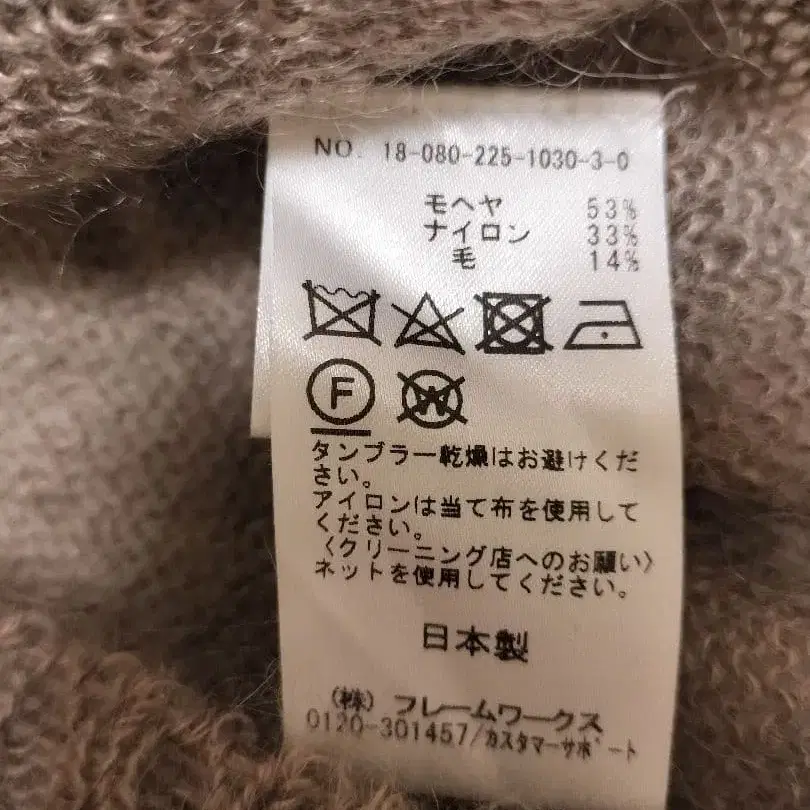 NO. 18-080-225-1030-3-0
モヘヤ 53%
ナイロン 33%
毛 14%
F W
タンブラー乾燥はお避けくだ
さい。
アイロンは当て布を使用して
ください。
〈クリーニング店へのお願い〉
ネットを使用してください。
日本製
(株) フレームワークス
0120-301457/カスタマーサポート